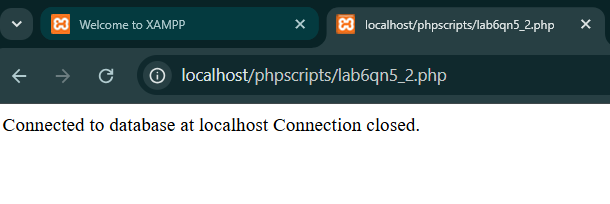 Welcome to XAMPP
localhost/phpscripts/lab6qn5_2.php
localhost/phpscripts/lab6qn5_2.php
Connected to database at localhost Connection closed.